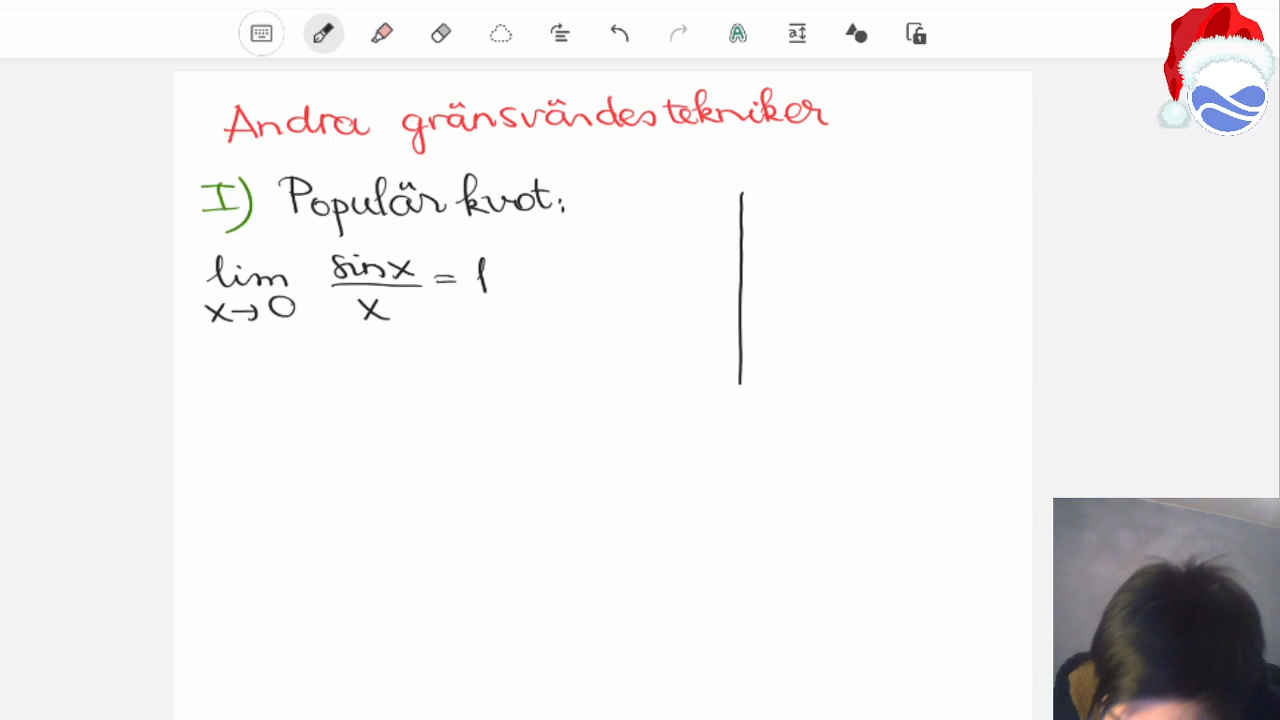 Andra gränsvärdestekniker
I) Populär kvot:
lim sinx/x = 1
x→0